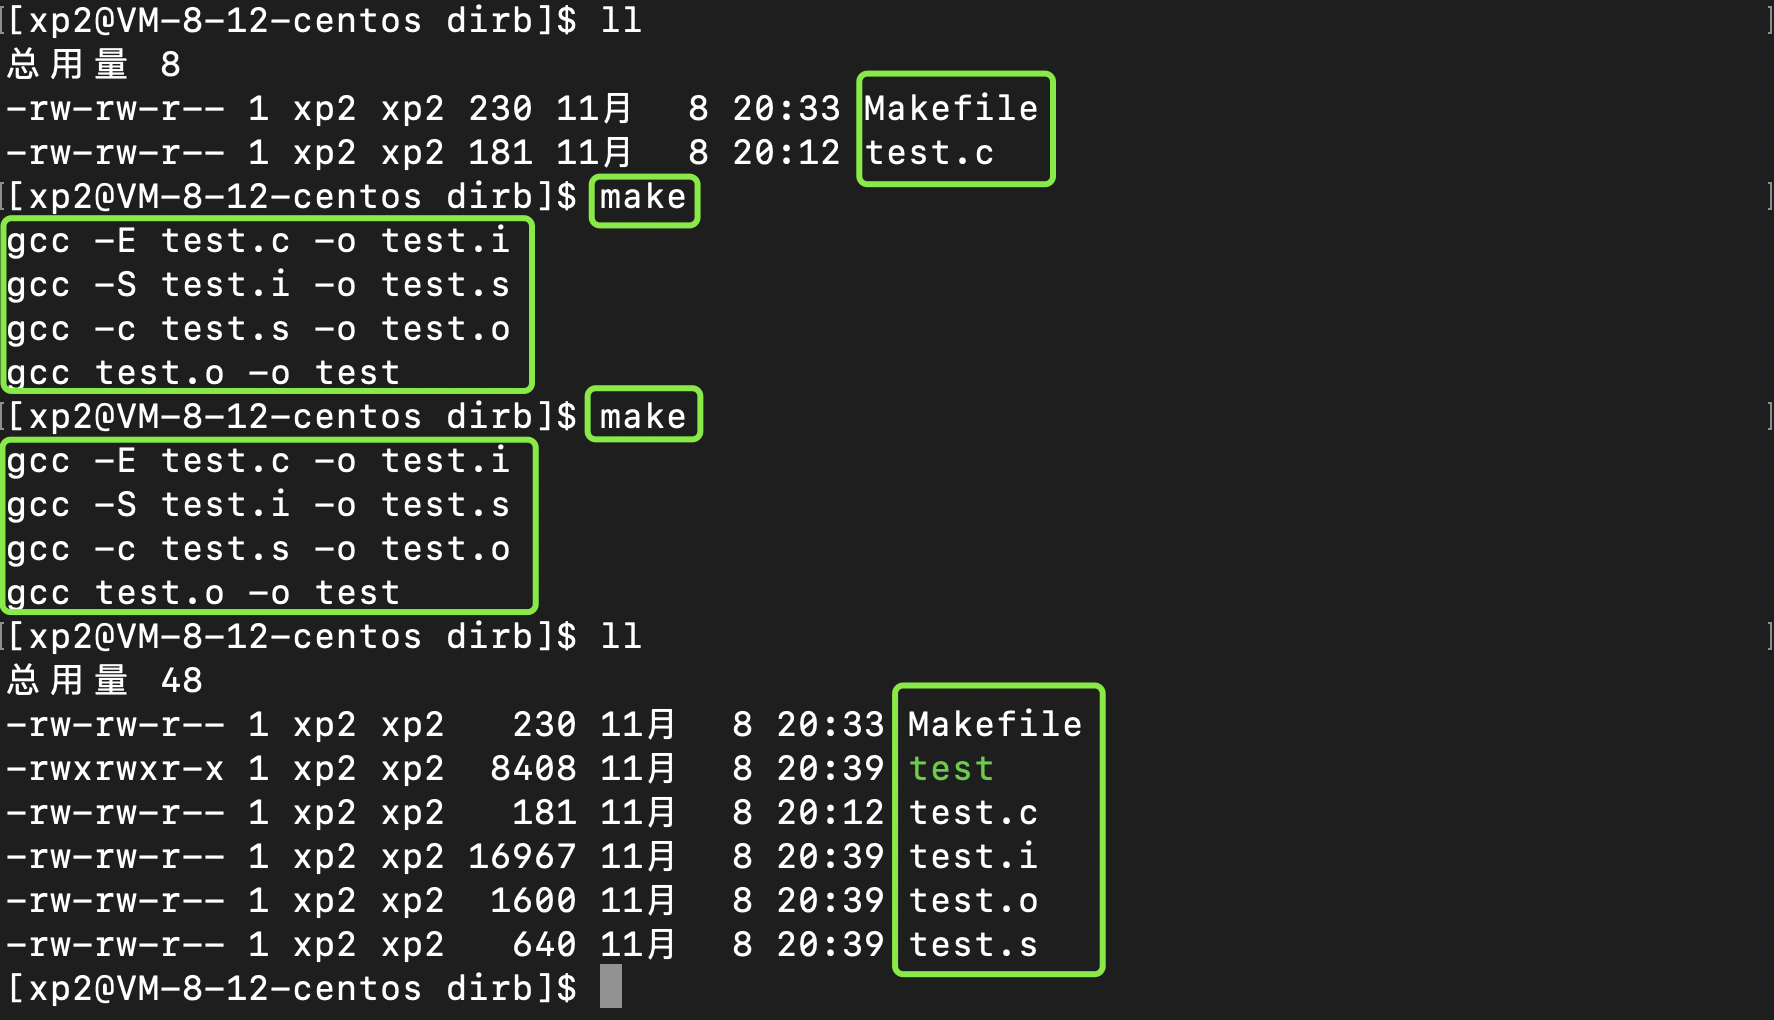 [xp2@VM-8-12-centos dirb]$ ll
总用量 8
-rw-rw-r-- 1 xp2 xp2 230 11月  8 20:33 Makefile
-rw-rw-r-- 1 xp2 xp2 181 11月  8 20:12 test.c
[xp2@VM-8-12-centos dirb]$ make
gcc -E test.c -o test.i
gcc -S test.i -o test.s
gcc -c test.s -o test.o
gcc test.o -o test
[xp2@VM-8-12-centos dirb]$ make
gcc -E test.c -o test.i
gcc -S test.i -o test.s
gcc -c test.s -o test.o
gcc test.o -o test
[xp2@VM-8-12-centos dirb]$ ll
总用量 48
-rw-rw-r-- 1 xp2 xp2   230 11月  8 20:33 Makefile
-rwxrwxr-x 1 xp2 xp2  8408 11月  8 20:39 test
-rw-rw-r-- 1 xp2 xp2   181 11月  8 20:12 test.c
-rw-rw-r-- 1 xp2 xp2 16967 11月  8 20:39 test.i
-rw-rw-r-- 1 xp2 xp2  1600 11月  8 20:39 test.o
-rw-rw-r-- 1 xp2 xp2   640 11月  8 20:39 test.s
[xp2@VM-8-12-centos dirb]$